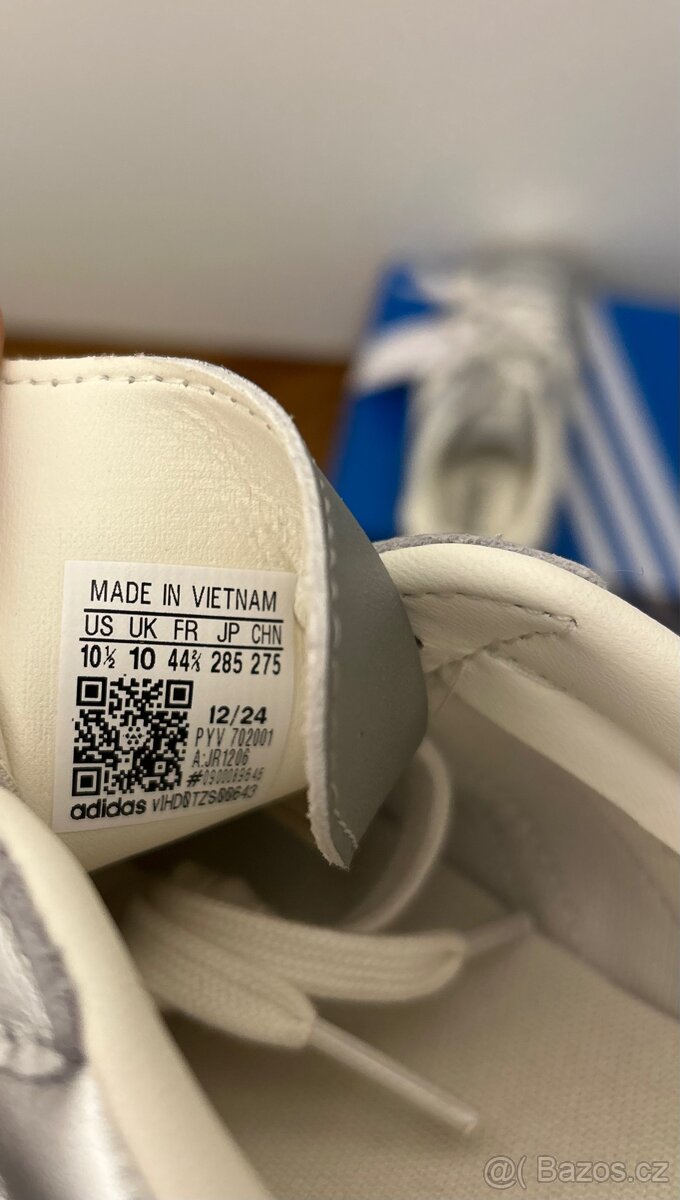 MADE IN VIETNAM
US UK FR JP CHN
10½ 10 44⅔ 285 275
12/24
PYV 702001
A:JR1206
#0900089646
adidas
@ Bazos.cz